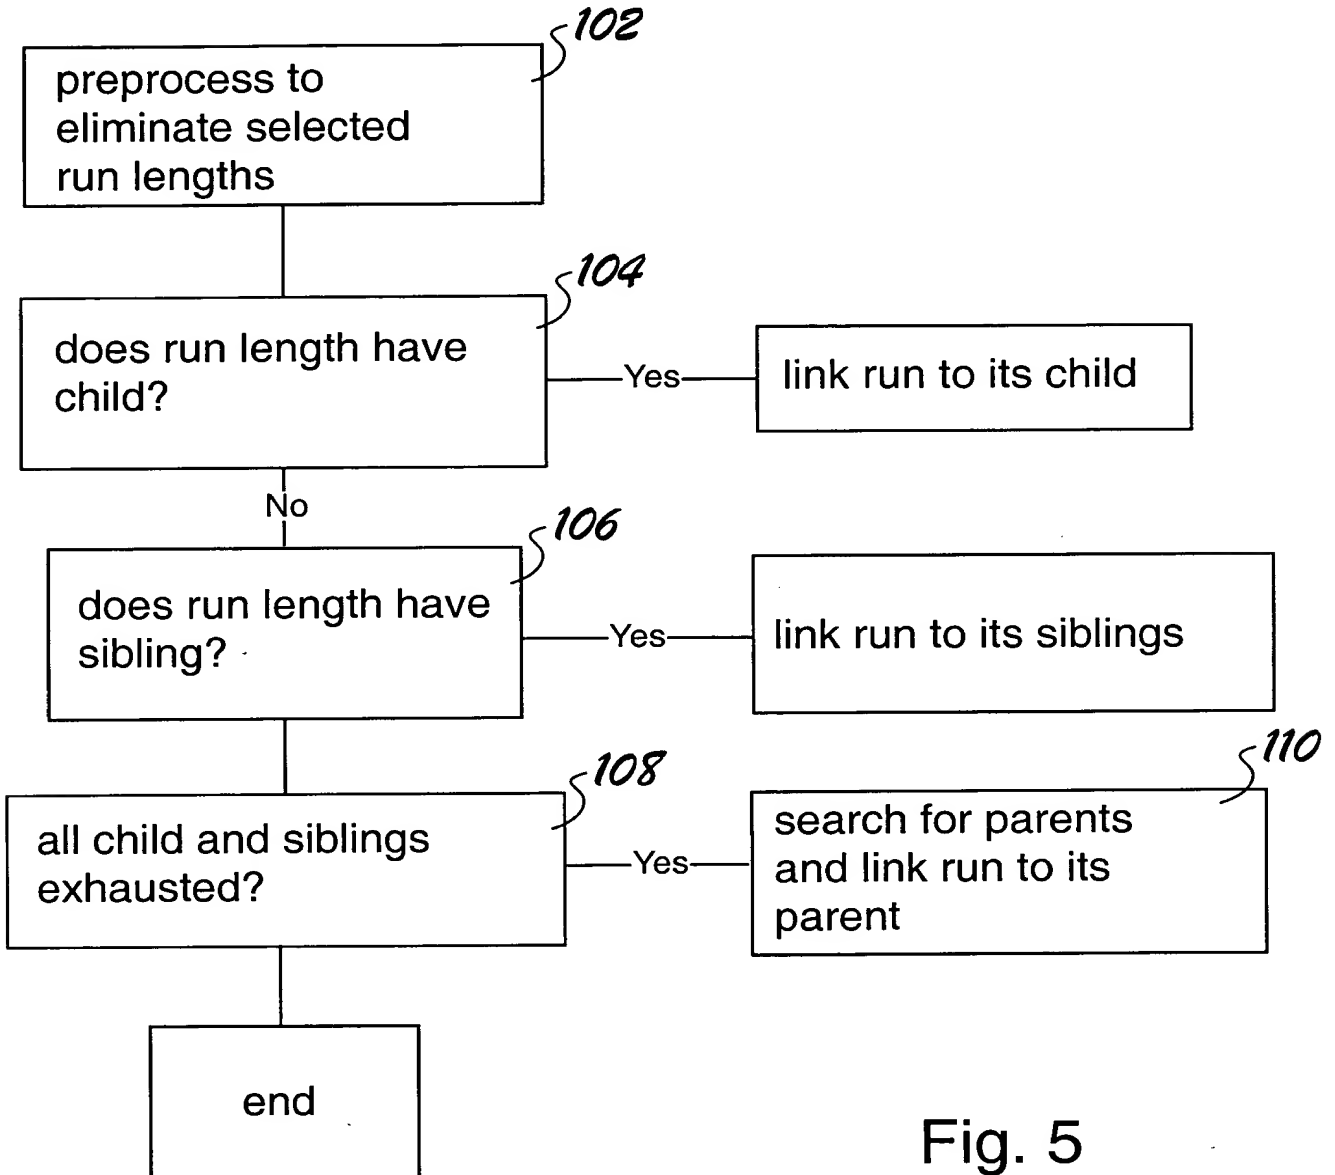 102
preprocess to
eliminate selected
run lengths
104
does run length have
child?
Yes
link run to its child
No
106
does run length have
sibling?
Yes
link run to its siblings
108
all child and siblings
exhausted?
Yes
110
search for parents
and link run to its
parent
end
Fig. 5